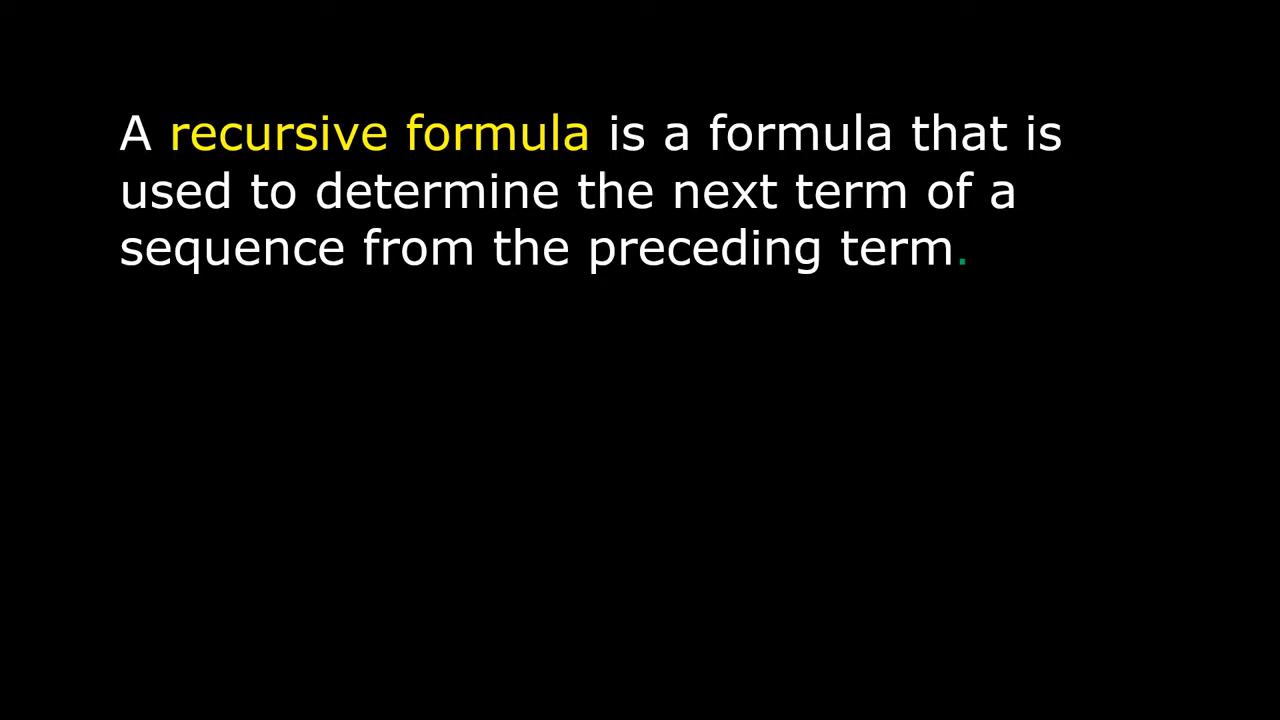 A recursive formula is a formula that is
used to determine the next term of a
sequence from the preceding term.